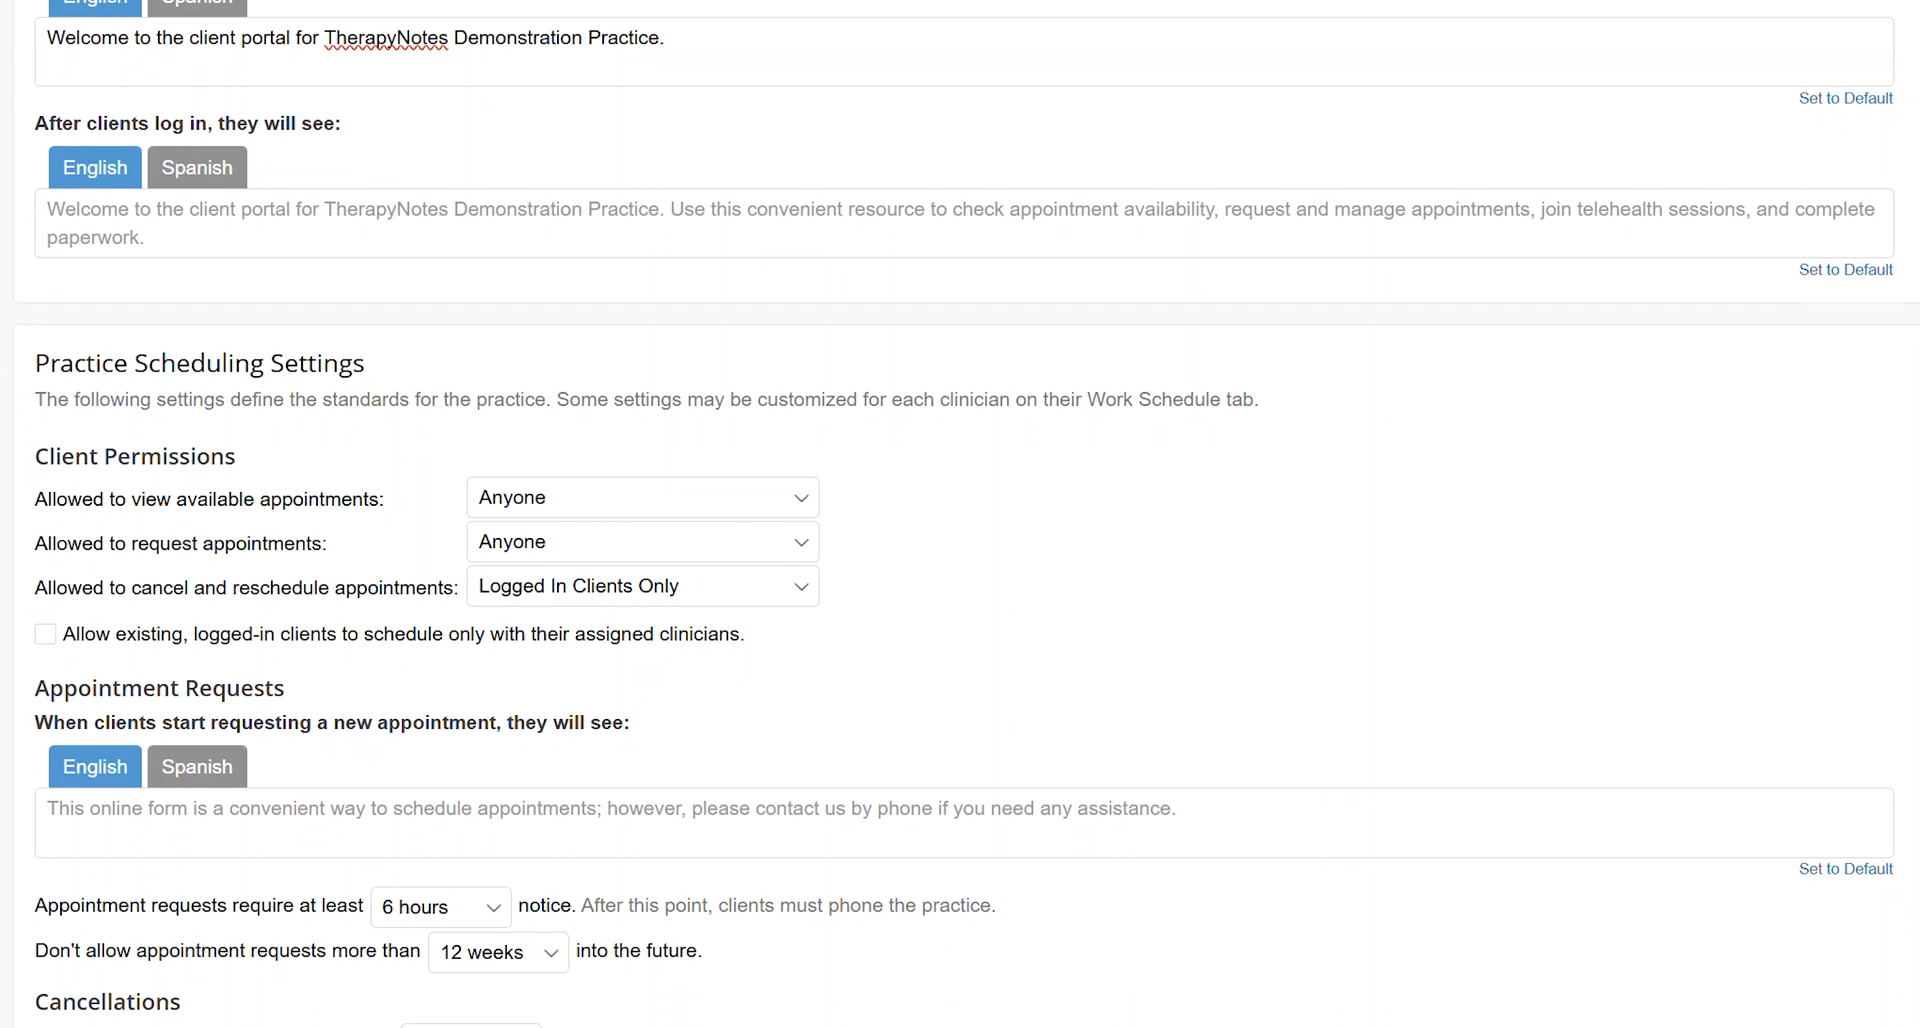 English Spanish
Welcome to the client portal for TherapyNotes Demonstration Practice.
Set to Default
After clients log in, they will see:
English Spanish
Welcome to the client portal for TherapyNotes Demonstration Practice. Use this convenient resource to check appointment availability, request and manage appointments, join telehealth sessions, and complete
paperwork.
Set to Default
Practice Scheduling Settings
The following settings define the standards for the practice. Some settings may be customized for each clinician on their Work Schedule tab.
Client Permissions
Allowed to view available appointments: Anyone
Allowed to request appointments: Anyone
Allowed to cancel and reschedule appointments: Logged In Clients Only
Allow existing, logged-in clients to schedule only with their assigned clinicians.
Appointment Requests
When clients start requesting a new appointment, they will see:
English Spanish
This online form is a convenient way to schedule appointments; however, please contact us by phone if you need any assistance.
Set to Default
Appointment requests require at least 6 hours notice. After this point, clients must phone the practice.
Don't allow appointment requests more than 12 weeks into the future.
Cancellations